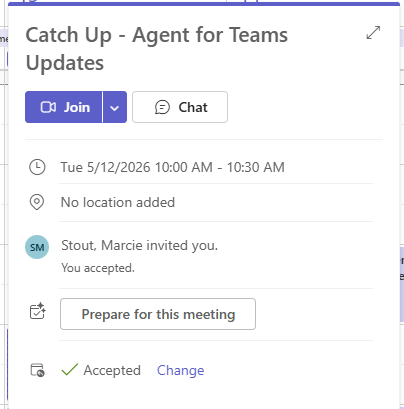 Catch Up - Agent for Teams
Updates
Join
Chat
Tue 5/12/2026 10:00 AM - 10:30 AM
No location added
SM
Stout, Marcie invited you.
You accepted.
Prepare for this meeting
Accepted
Change